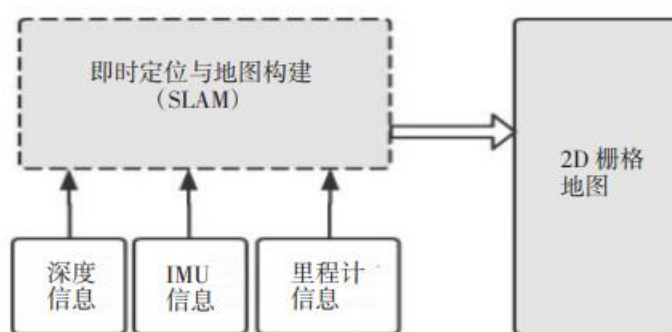 即时定位与地图构建
（SLAM）
2D 栅格
地图
深度
信息
IMU
信息
里程计
信息